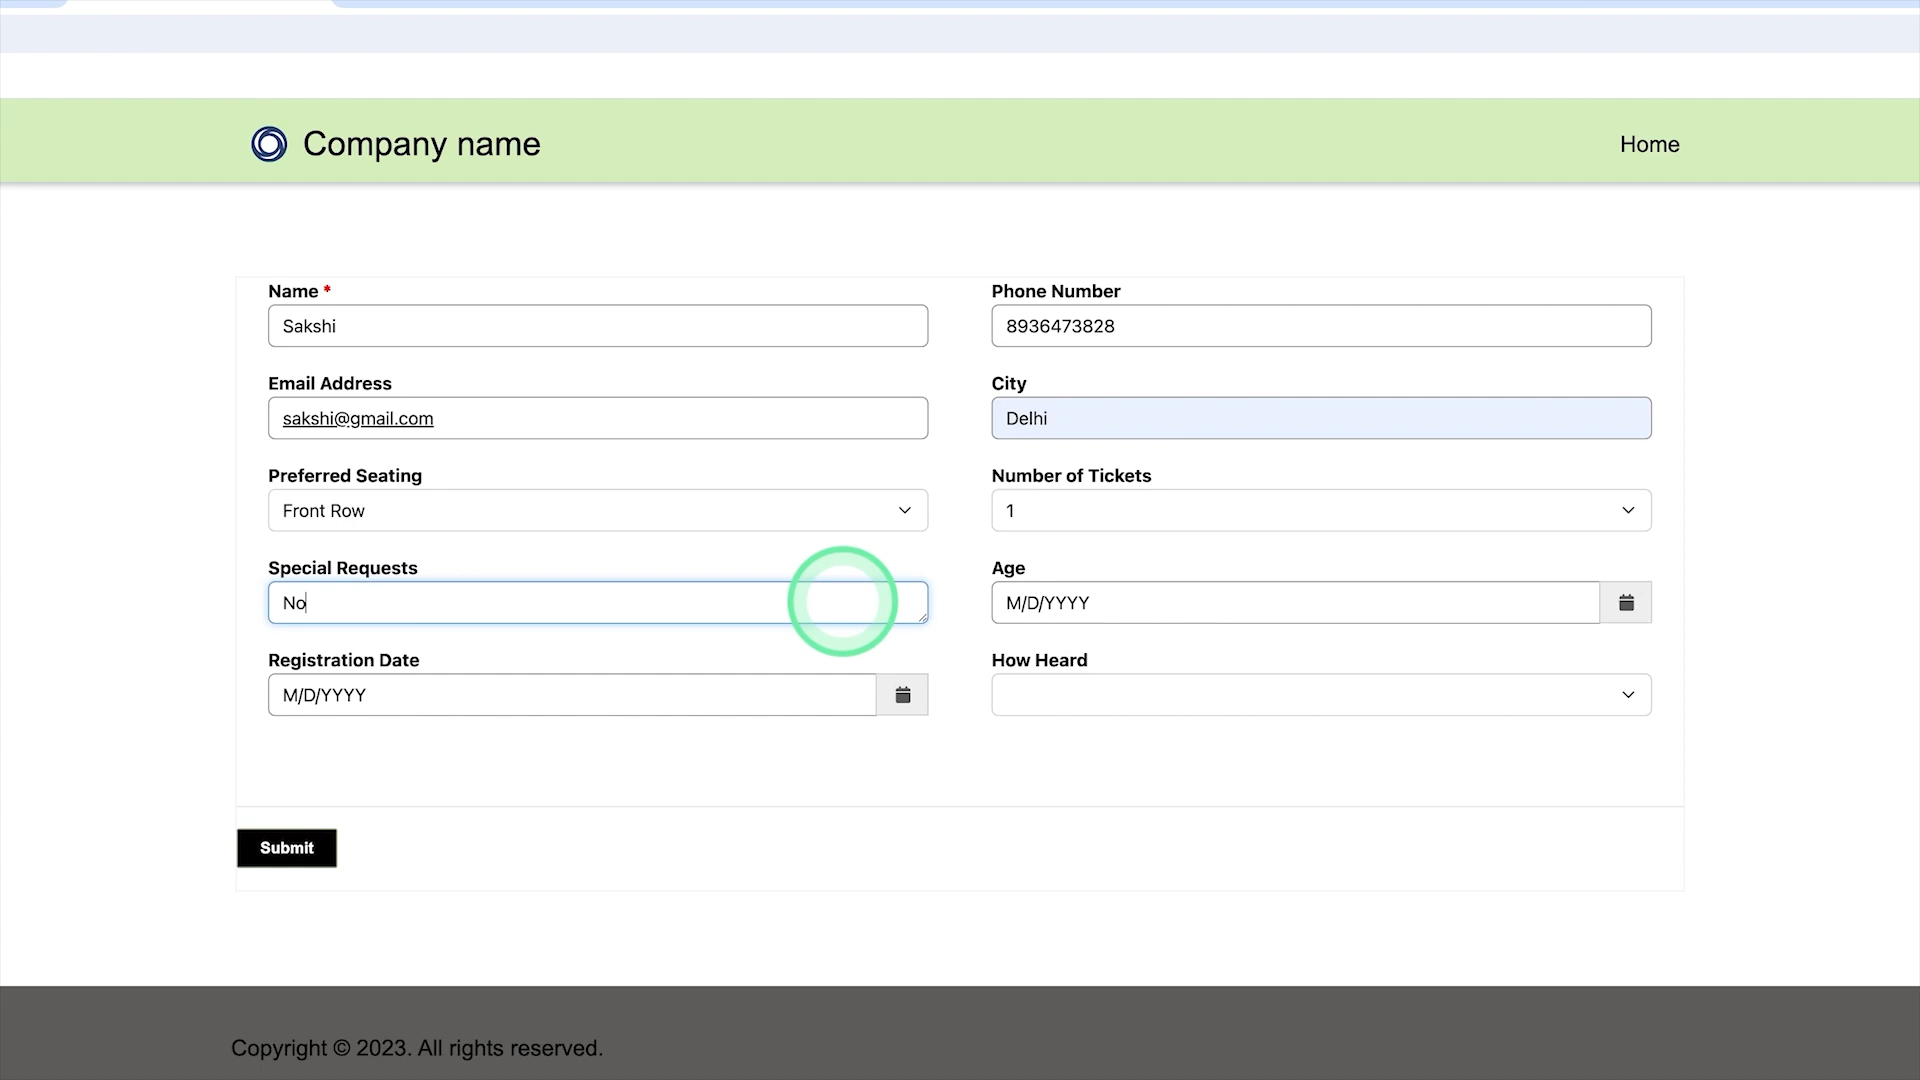 Company name
Home
Name *
Phone Number
Sakshi
8936473828
Email Address
City
sakshi@gmail.com
Delhi
Preferred Seating
Number of Tickets
Front Row
1
Special Requests
Age
No
M/D/YYYY
Registration Date
How Heard
M/D/YYYY
Submit
Copyright © 2023. All rights reserved.